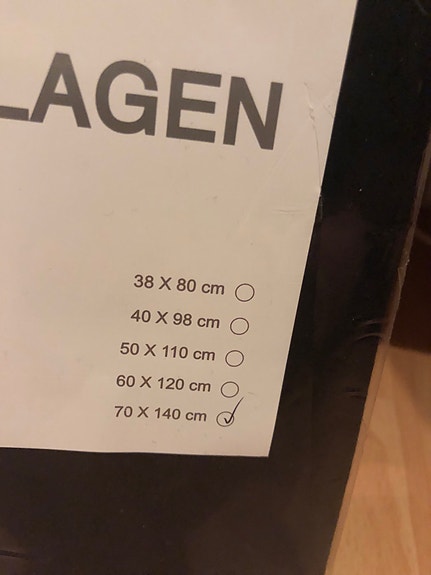 LAGEN
38 X 80 cm
40 X 98 cm
50 X 110 cm
60 X 120 cm
70 X 140 cm